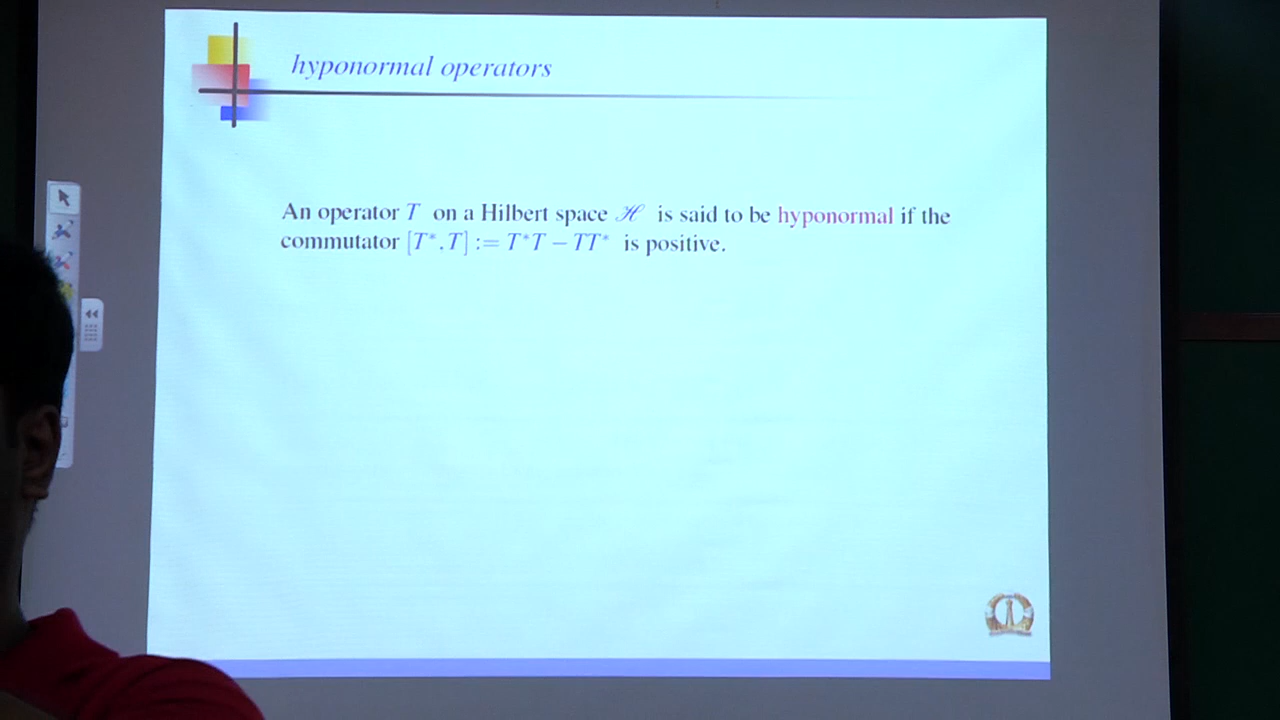 hyponormal operators
An operator T on a Hilbert space ℋ is said to be hyponormal if the
commutator [T*.T] := T*T − TT* is positive.